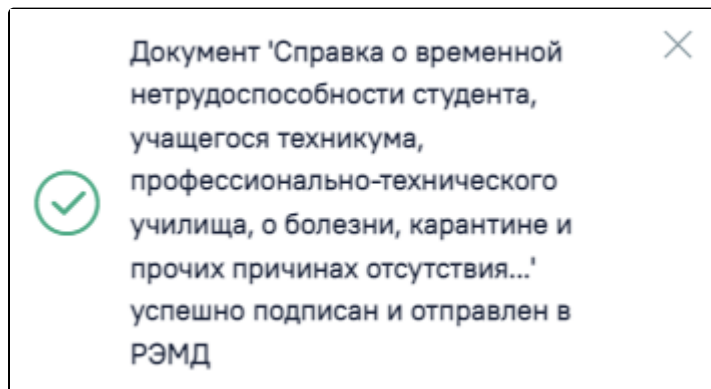 Документ 'Справка о временной
нетрудоспособности студента,
учащегося техникума,
профессионально-технического
училища, о болезни, карантине и
прочих причинах отсутствия...'
успешно подписан и отправлен в
РЭМД